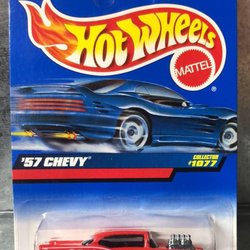 HOT WHEELS
MATTEL
®
'57 CHEVY
COLLECTOR
#1077